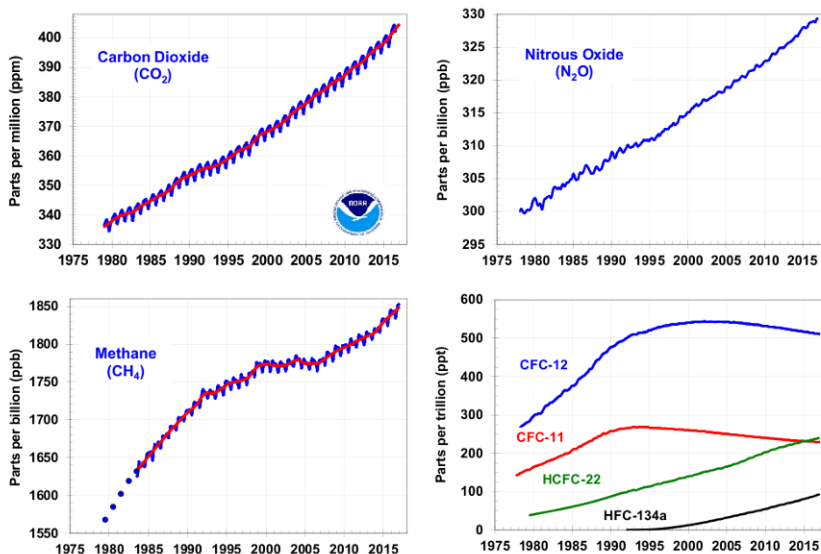 Parts per million (ppm)
400
390
380
370
360
350
340
330
Carbon Dioxide
(CO₂)
NOAA
1975 1980 1985 1990 1995 2000 2005 2010 2015
Parts per billion (ppb)
330
325
320
315
310
305
300
295
Nitrous Oxide
(N₂O)
1975 1980 1985 1990 1995 2000 2005 2010 2015
Parts per billion (ppb)
1850
1800
1750
1700
1650
1600
1550
Methane
(CH₄)
1975 1980 1985 1990 1995 2000 2005 2010 2015
Parts per trillion (ppt)
600
500
400
300
200
100
0
CFC-12
CFC-11
HCFC-22
HFC-134a
1975 1980 1985 1990 1995 2000 2005 2010 2015